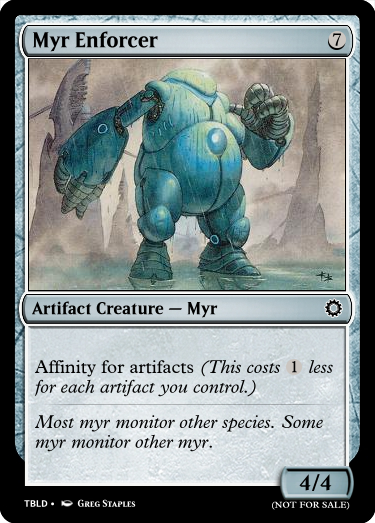 Myr Enforcer 7
Artifact Creature — Myr
Affinity for artifacts (This costs 1 less
for each artifact you control.)
Most myr monitor other species. Some
myr monitor other myr.
4/4
TBLD • Greg Staples
(NOT FOR SALE)